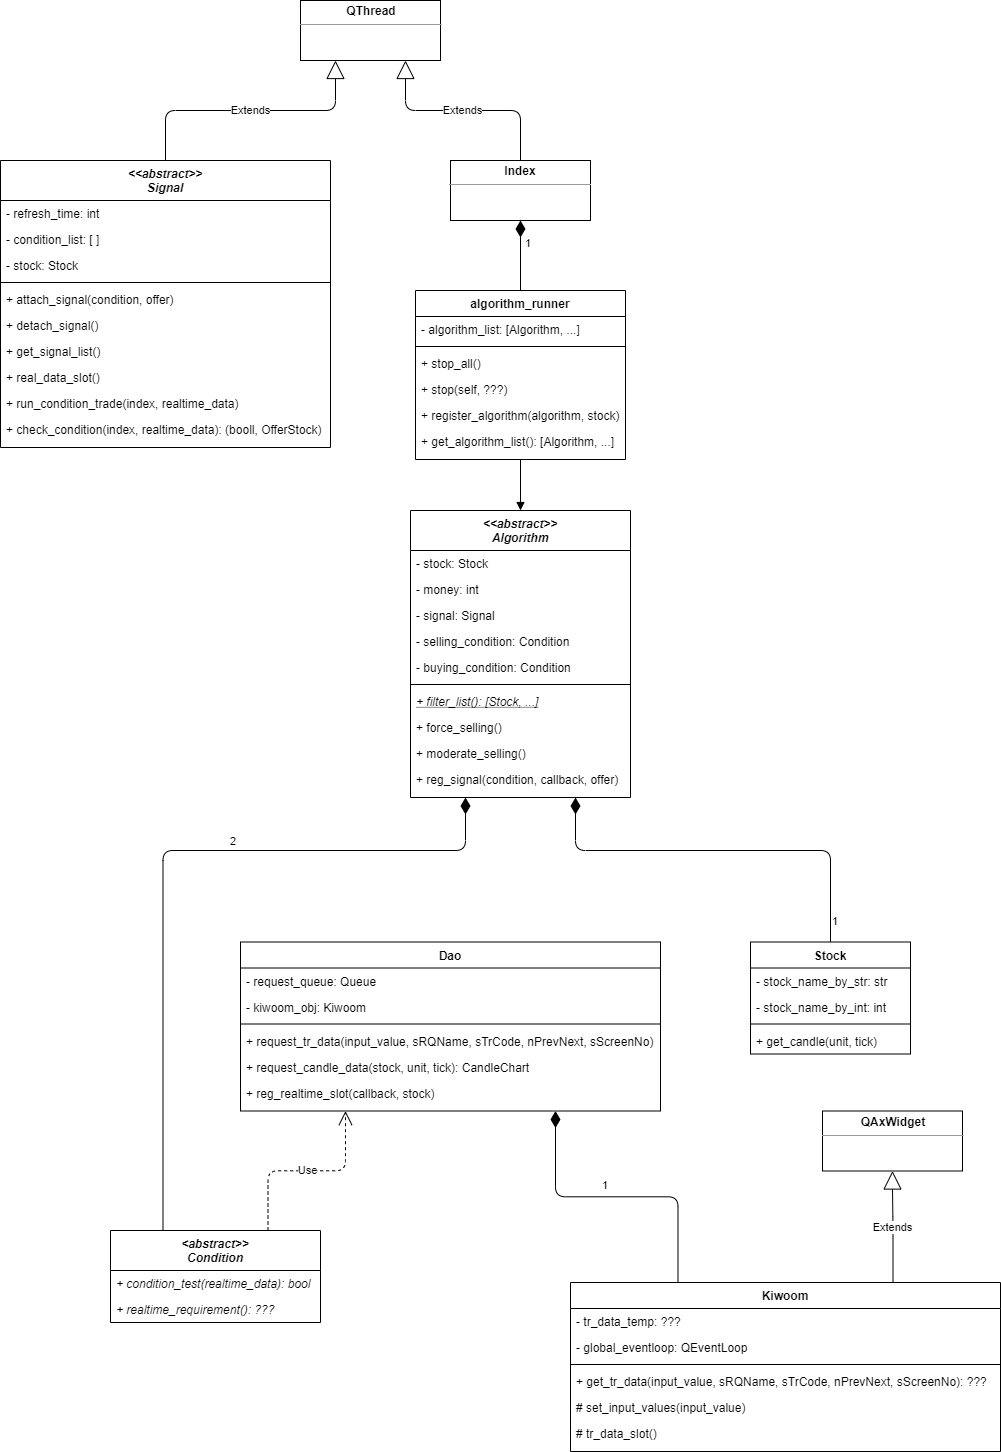 QThread
Extends
Extends
<<abstract>>
Signal
- refresh_time: int
- condition_list: [ ]
- stock: Stock
+ attach_signal(condition, offer)
+ detach_signal()
+ get_signal_list()
+ real_data_slot()
+ run_condition_trade(index, realtime_data)
+ check_condition(index, realtime_data): (booll, OfferStock)
Index
1
algorithm_runner
- algorithm_list: [Algorithm, ...]
+ stop_all()
+ stop(self, ???)
+ register_algorithm(algorithm, stock)
+ get_algorithm_list(): [Algorithm, ...]
<<abstract>>
Algorithm
- stock: Stock
- money: int
- signal: Signal
- selling_condition: Condition
- buying_condition: Condition
+ filter_list(): [Stock, ...]
+ force_selling()
+ moderate_selling()
+ reg_signal(condition, callback, offer)
2
1
Dao
- request_queue: Queue
- kiwoom_obj: Kiwoom
+ request_tr_data(input_value, sRQName, sTrCode, nPrevNext, sScreenNo)
+ request_candle_data(stock, unit, tick): CandleChart
+ reg_realtime_slot(callback, stock)
Stock
- stock_name_by_str: str
- stock_name_by_int: int
+ get_candle(unit, tick)
QAxWidget
Use
1
Extends
<abstract>>
Condition
+ condition_test(realtime_data): bool
+ realtime_requirement(): ???
Kiwoom
- tr_data_temp: ???
- global_eventloop: QEventLoop
+ get_tr_data(input_value, sRQName, sTrCode, nPrevNext, sScreenNo): ???
# set_input_values(input_value)
# tr_data_slot()